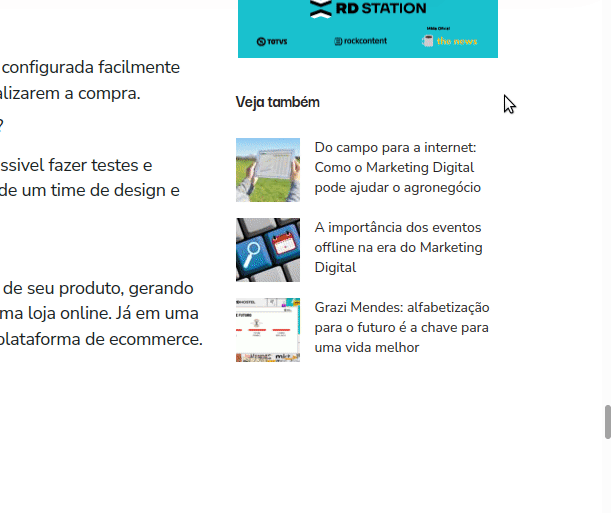 configurada facilmente
alizarem a compra.
?
ssivel fazer testes e
de um time de design e
de seu produto, gerando
ma loja online. Já em uma
plataforma de ecommerce.
RD STATION
TOTVS
rockcontent
the news
Veja também
Do campo para a internet:
Como o Marketing Digital
pode ajudar o agronegócio
A importância dos eventos
offline na era do Marketing
Digital
Grazi Mendes: alfabetização
para o futuro é a chave para
uma vida melhor